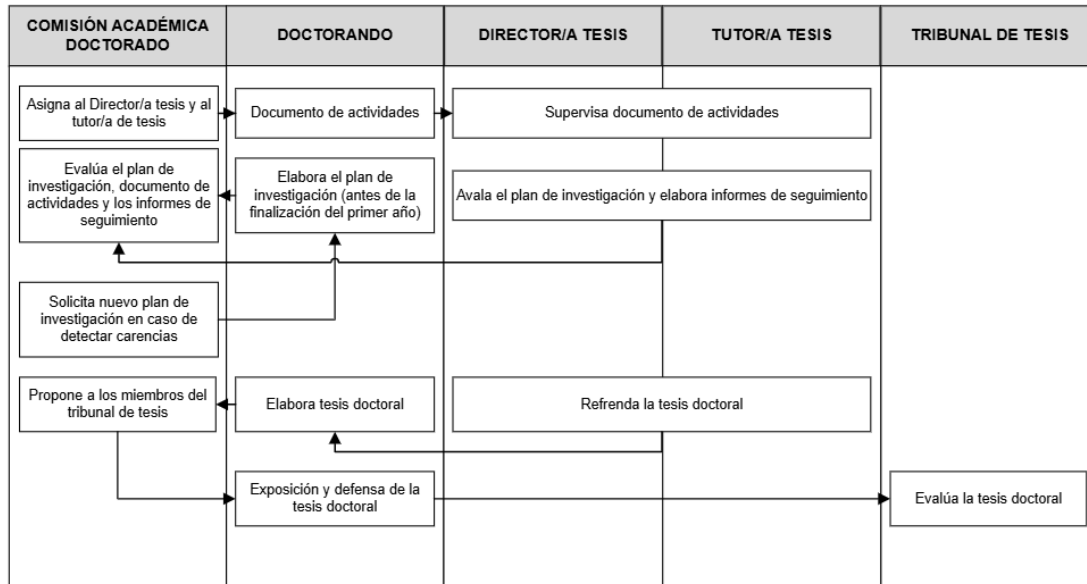 COMISIÓN ACADÉMICA
DOCTORADO
DOCTORANDO
DIRECTOR/A TESIS
TUTOR/A TESIS
TRIBUNAL DE TESIS
Asigna al Director/a tesis y al
tutor/a de tesis
Documento de actividades
Supervisa documento de actividades
Evalúa el plan de
investigación, documento de
actividades y los informes de
seguimiento
Elabora el plan de
investigación (antes de la
finalización del primer año)
Avala el plan de investigación y elabora informes de seguimiento
Solicita nuevo plan de
investigación en caso de
detectar carencias
Propone a los miembros del
tribunal de tesis
Elabora tesis doctoral
Refrenda la tesis doctoral
Exposición y defensa de la
tesis doctoral
Evalúa la tesis doctoral